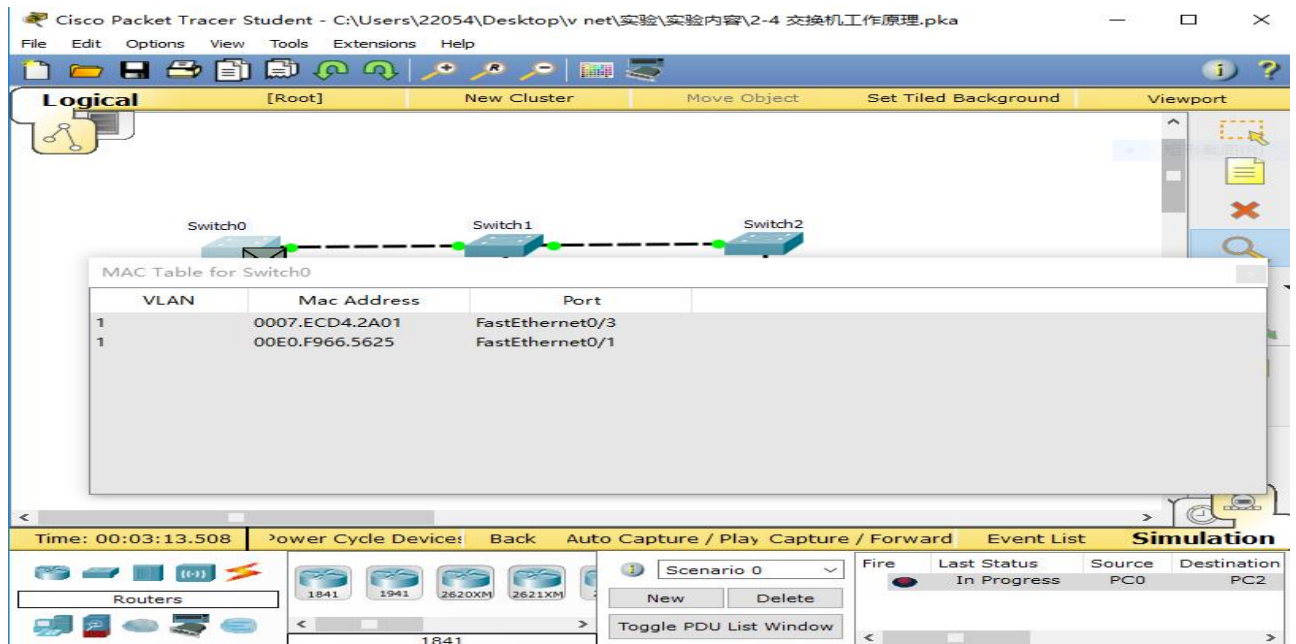 Cisco Packet Tracer Student - C:\Users\22054\Desktop\v net\实验\实验内容\2-4 交换机工作原理.pka
File Edit Options View Tools Extensions Help
Logical [Root] New Cluster Move Object Set Tiled Background Viewport
Switch0 Switch1 Switch2
MAC Table for Switch0
VLAN Mac Address Port
1 0007.ECD4.2A01 FastEthernet0/3
1 00E0.F966.5625 FastEthernet0/1
Time: 00:03:13.508 Power Cycle Devices Back Auto Capture / Play Capture / Forward Event List Simulation
Routers
1841 1941 2620XM 2621XM
1841
Scenario 0
New Delete
Toggle PDU List Window
Fire Last Status Source Destination
In Progress PC0 PC2